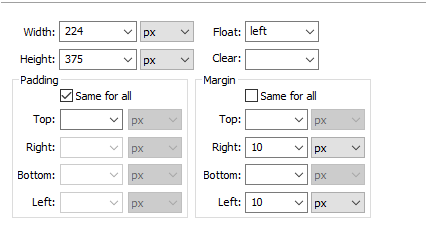 Width: 224 px Float: left
Height: 375 px Clear:
Padding Margin
Same for all Same for all
Top: px Top: px
Right: px Right: 10 px
Bottom: px Bottom: px
Left: px Left: 10 px